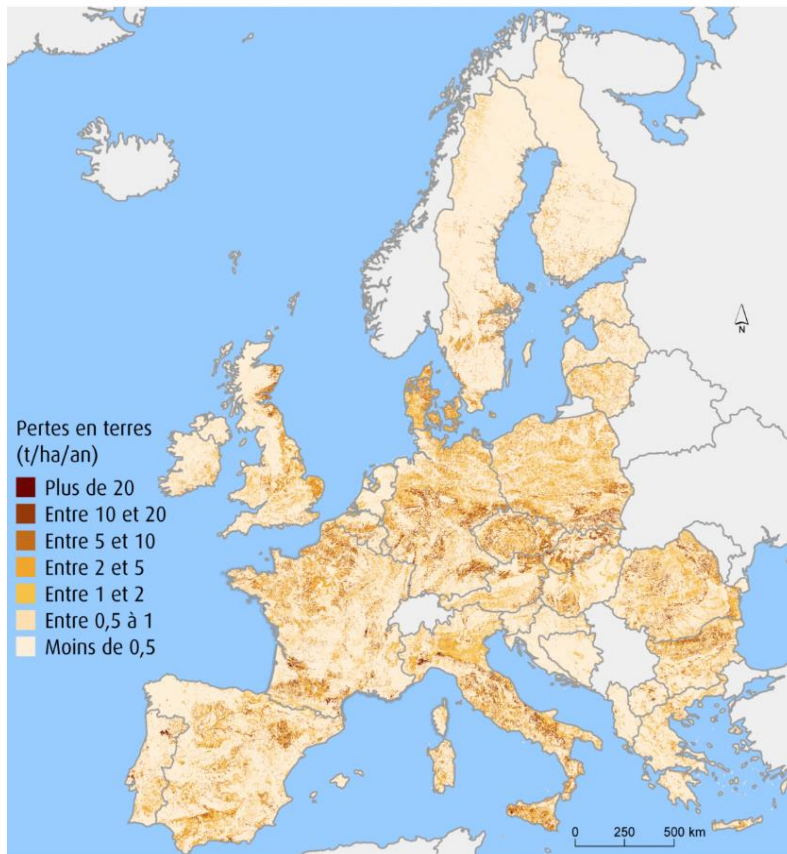 N
Pertes en terres
(t/ha/an)
Plus de 20
Entre 10 et 20
Entre 5 et 10
Entre 2 et 5
Entre 1 et 2
Entre 0,5 à 1
Moins de 0,5
0 250 500 km